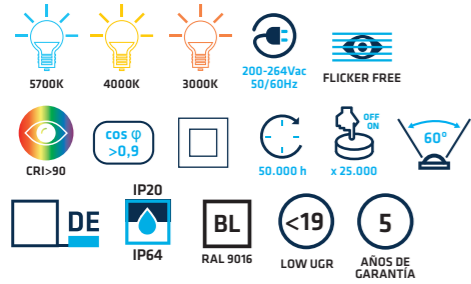 5700K
4000K
3000K
200-264Vac
50/60Hz
FLICKER FREE
CRI>90
cos φ
>0,9
50.000 h
OFF
ON
x 25.000
60°
DE
IP20
IP64
BL
RAL 9016
<19
LOW UGR
5
AÑOS DE
GARANTÍA